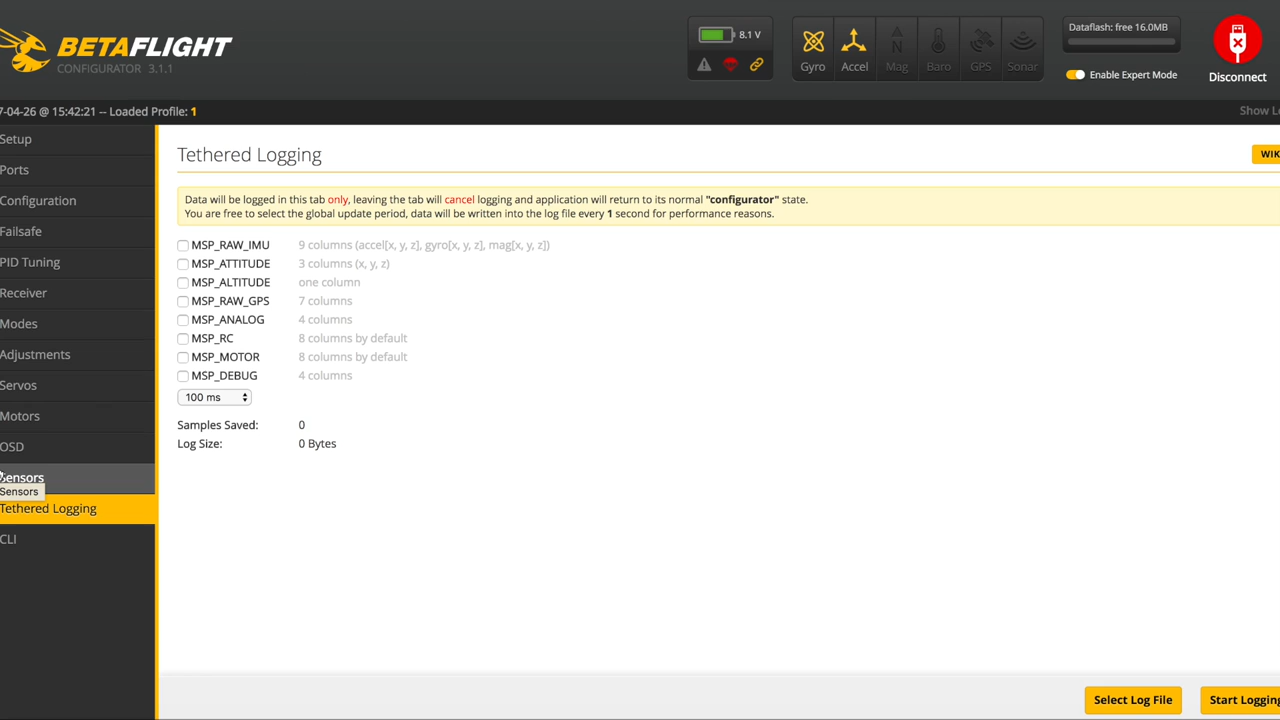 BETAFLIGHT
CONFIGURATOR 3.1.1
8.1 V
Gyro
Accel
Mag
Baro
GPS
Sonar
Dataflash: free 16.0MB
Enable Expert Mode
Disconnect
7-04-26 @ 15:42:21 -- Loaded Profile: 1
Show Lo
Setup
Ports
Configuration
Failsafe
PID Tuning
Receiver
Modes
Adjustments
Servos
Motors
OSD
Sensors
Sensors
Tethered Logging
CLI
Tethered Logging
WIK
Data will be logged in this tab only, leaving the tab will cancel logging and application will return to its normal "configurator" state.
You are free to select the global update period, data will be written into the log file every 1 second for performance reasons.
MSP_RAW_IMU 9 columns (accel[x, y, z], gyro[x, y, z], mag[x, y, z])
MSP_ATTITUDE 3 columns (x, y, z)
MSP_ALTITUDE one column
MSP_RAW_GPS 7 columns
MSP_ANALOG 4 columns
MSP_RC 8 columns by default
MSP_MOTOR 8 columns by default
MSP_DEBUG 4 columns
100 ms
Samples Saved: 0
Log Size: 0 Bytes
Select Log File
Start Logging